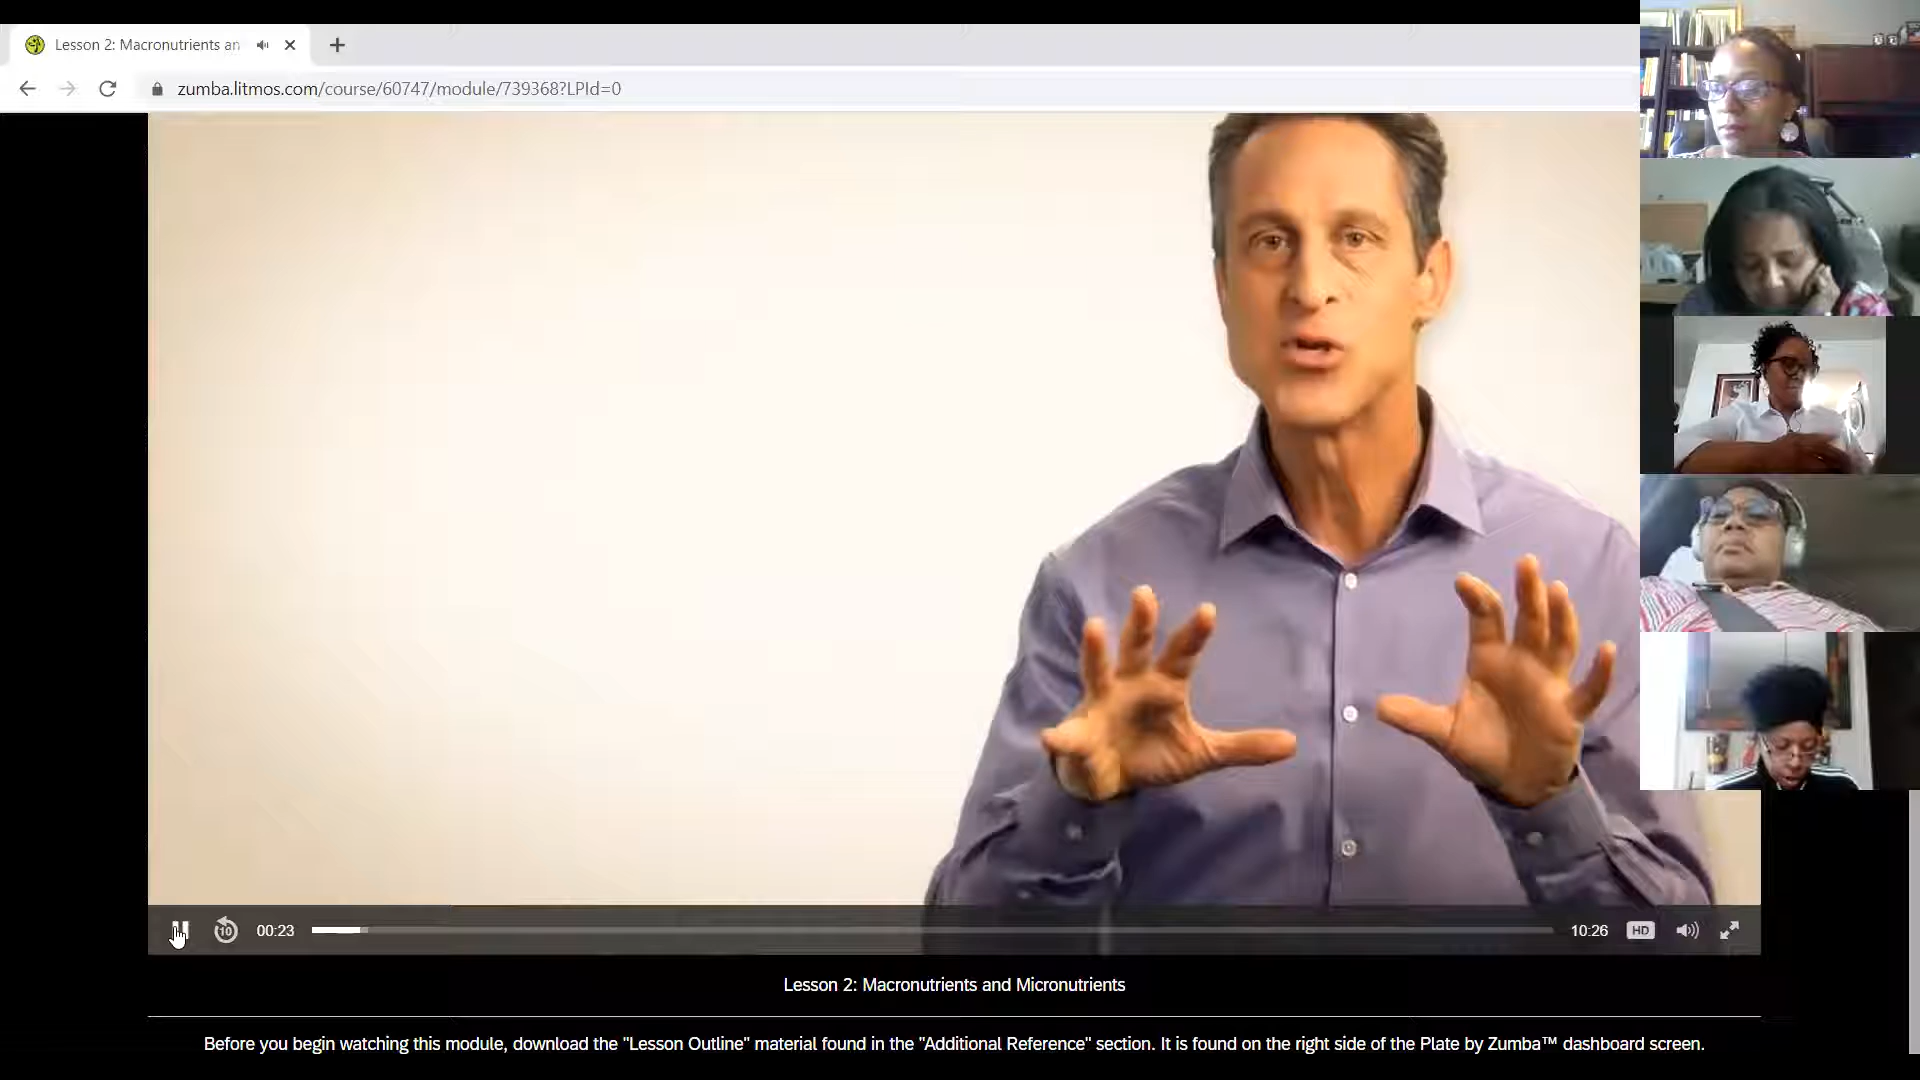 Lesson 2: Macronutrients an
zumba.litmos.com/course/60747/module/739368?LPId=0
10
00:23
10:26
HD
Lesson 2: Macronutrients and Micronutrients
Before you begin watching this module, download the "Lesson Outline" material found in the "Additional Reference" section. It is found on the right side of the Plate by Zumba™ dashboard screen.